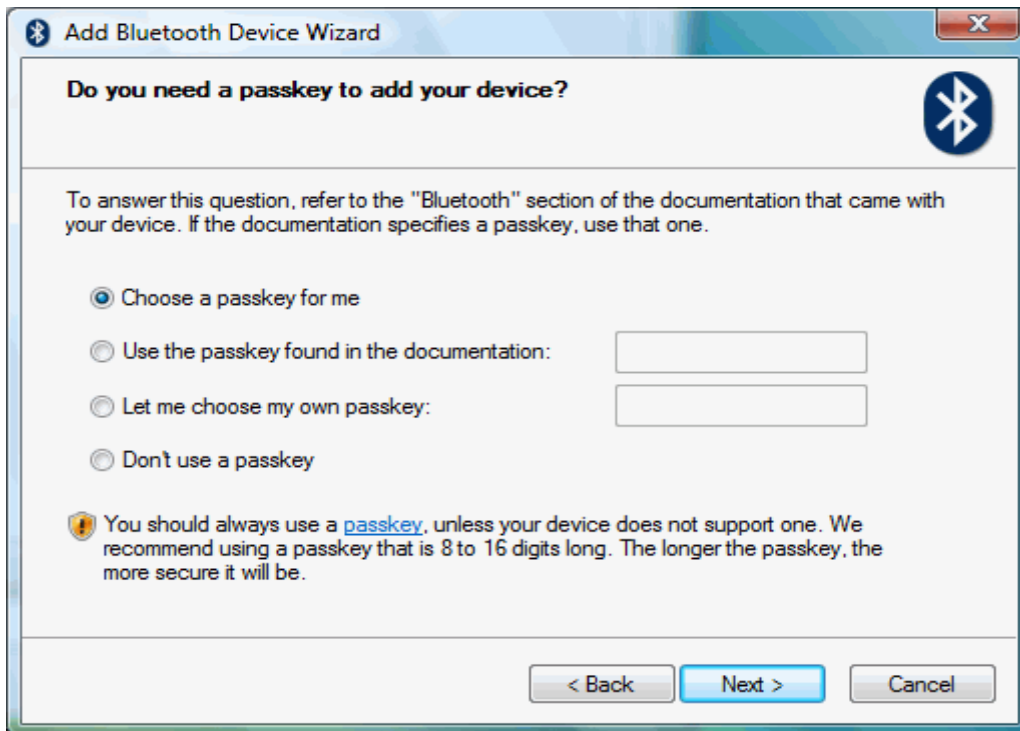 Add Bluetooth Device Wizard
Do you need a passkey to add your device?
To answer this question, refer to the "Bluetooth" section of the documentation that came with
your device. If the documentation specifies a passkey, use that one.
Choose a passkey for me
Use the passkey found in the documentation:
Let me choose my own passkey:
Don't use a passkey
You should always use a passkey, unless your device does not support one. We
recommend using a passkey that is 8 to 16 digits long. The longer the passkey, the
more secure it will be.
< Back Next > Cancel